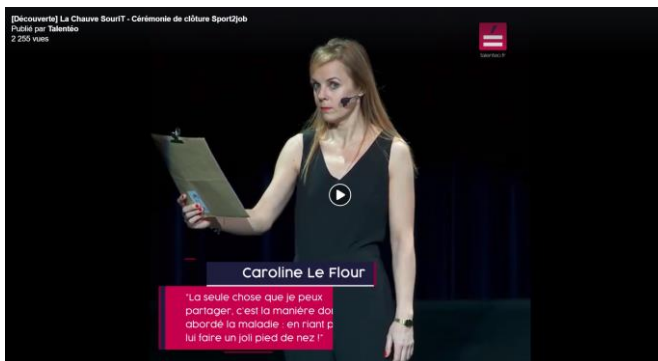 [Découverte] La Chauve SouriT - Cérémonie de clôture Sport2job
Publié par Talentéo
2 255 vues
Caroline Le Flour
"La seule chose que je peux
partager, c'est la manière
abordé la maladie : en riant
lui faire un joli pied de nez !"